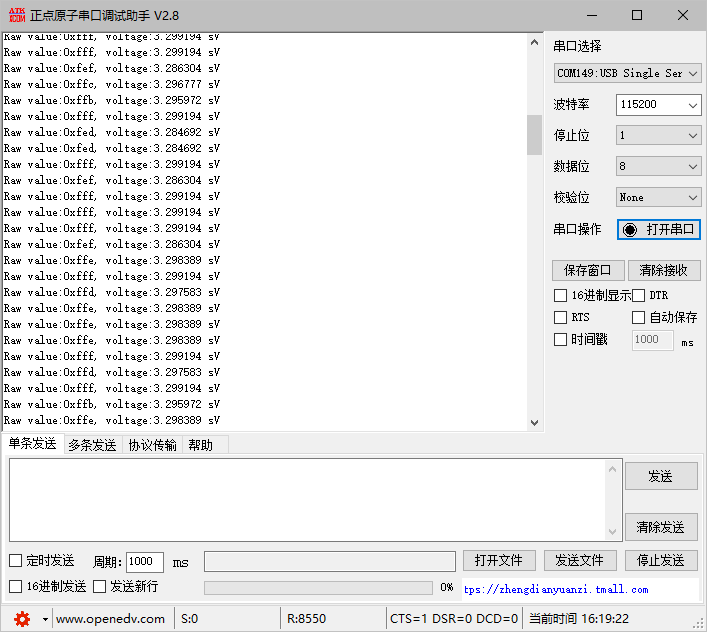 ATK
XCOM
正点原子串口调试助手 V2.8
Raw value:0xfff, voltage:3.299194 sV
Raw value:0xfff, voltage:3.299194 sV
Raw value:0xfef, voltage:3.286304 sV
Raw value:0xffc, voltage:3.296777 sV
Raw value:0xffb, voltage:3.295972 sV
Raw value:0xfff, voltage:3.299194 sV
Raw value:0xfed, voltage:3.284692 sV
Raw value:0xfed, voltage:3.284692 sV
Raw value:0xfff, voltage:3.299194 sV
Raw value:0xfef, voltage:3.286304 sV
Raw value:0xfff, voltage:3.299194 sV
Raw value:0xfff, voltage:3.299194 sV
Raw value:0xfff, voltage:3.299194 sV
Raw value:0xfef, voltage:3.286304 sV
Raw value:0xffe, voltage:3.298389 sV
Raw value:0xfff, voltage:3.299194 sV
Raw value:0xffd, voltage:3.297583 sV
Raw value:0xffe, voltage:3.298389 sV
Raw value:0xffe, voltage:3.298389 sV
Raw value:0xffe, voltage:3.298389 sV
Raw value:0xfff, voltage:3.299194 sV
Raw value:0xffd, voltage:3.297583 sV
Raw value:0xfff, voltage:3.299194 sV
Raw value:0xffb, voltage:3.295972 sV
Raw value:0xffe, voltage:3.298389 sV
串口选择
COM149:USB Single Ser
波特率 115200
停止位 1
数据位 8
校验位 None
串口操作 打开串口
保存窗口 清除接收
16进制显示 DTR
RTS 自动保存
时间戳 1000 ms
单条发送 多条发送 协议传输 帮助
发送
清除发送
定时发送 周期: 1000 ms 打开文件 发送文件 停止发送
16进制发送 发送新行 0% tps://zhengdianyuanzi.tmall.com
www.openedv.com S:0 R:8550 CTS=1 DSR=0 DCD=0 当前时间 16:19:22